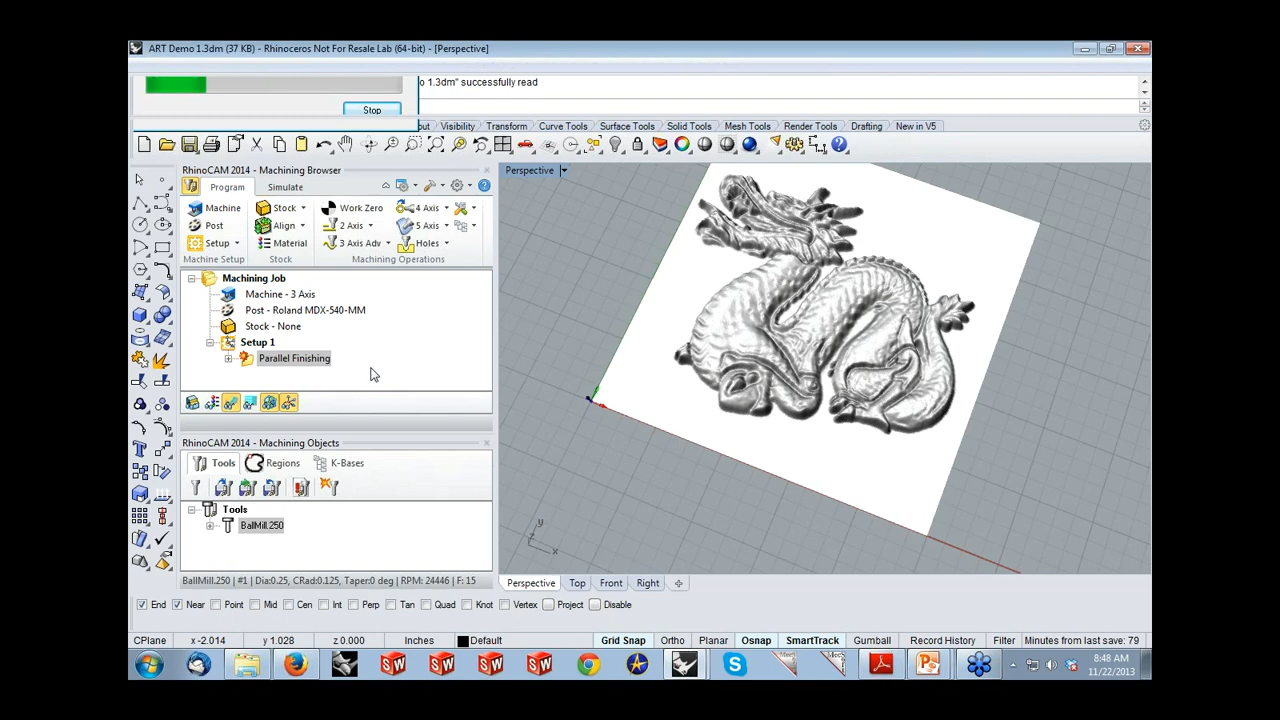 ART Demo 1.3dm (37 KB) - Rhinoceros Not For Resale Lab (64-bit) - [Perspective]
o 1.3dm" successfully read
Stop
out Visibility Transform Curve Tools Surface Tools Solid Tools Mesh Tools Render Tools Drafting New in V5
RhinoCAM 2014 - Machining Browser
Program Simulate
Machine Stock Work Zero 4 Axis
Post Align 2 Axis 5 Axis
Setup Material 3 Axis Adv Holes
Machine Setup Stock Machining Operations
Machining Job
Machine - 3 Axis
Post - Roland MDX-540-MM
Stock - None
Setup 1
Parallel Finishing
RhinoCAM 2014 - Machining Objects
Tools Regions K-Bases
Tools
BallMill.250
BallMill.250 | #1 | Dia:0.25, CRad:0.125, Taper:0 deg | RPM: 24446 | F: 15
Perspective
y
z
x
Perspective Top Front Right
End Near Point Mid Cen Int Perp Tan Quad Knot Vertex Project Disable
CPlane x -2.014 y 1.028 z 0.000 Inches Default Grid Snap Ortho Planar Osnap SmartTrack Gumball Record History Filter Minutes from last save: 79
8:48 AM
11/22/2013